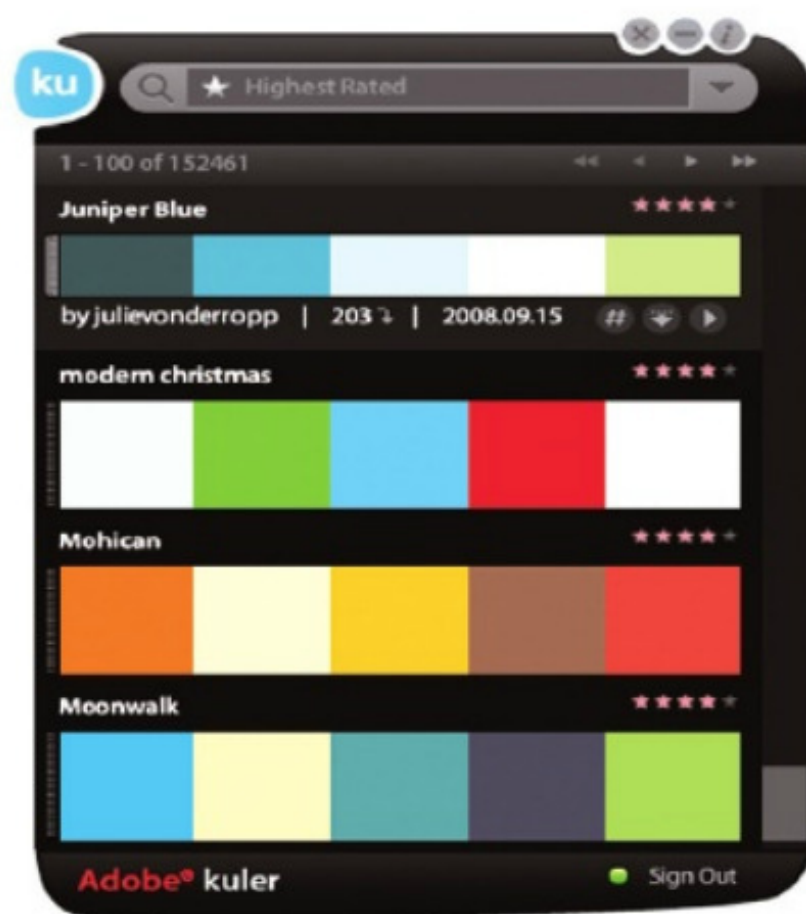 ku
Highest Rated
1 - 100 of 152461
Juniper Blue
by julievonderropp | 203 | 2008.09.15 #
modern christmas
Mohican
Moonwalk
Adobe® kuler
Sign Out